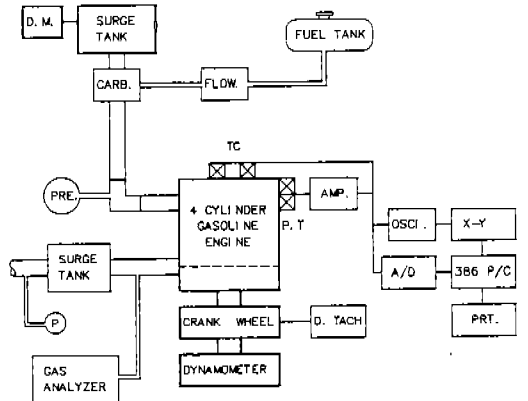 D. M.
SURGE
TANK
FUEL TANK
CARB.
FLOW.
TC
PRE.
4 CYLINDER
GASOLINE
ENGINE
P. T
AMP.
OSCI.
X-Y
SURGE
TANK
A/D
386 P/C
P
CRANK WHEEL
D. TACH
PRT.
GAS
ANALYZER
DYNAMOMETER